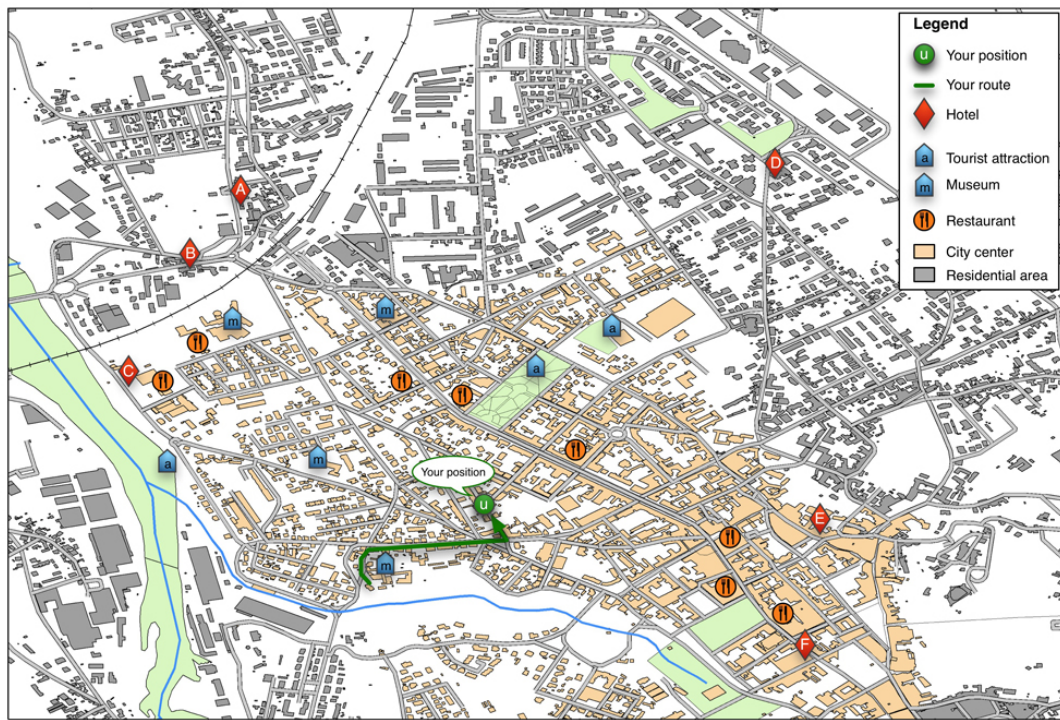 Legend
u Your position
Your route
Hotel
a Tourist attraction
m Museum
Restaurant
City center
Residential area
D
A
B
m
a
m
a
C
m
a
Your position
u
E
m
F